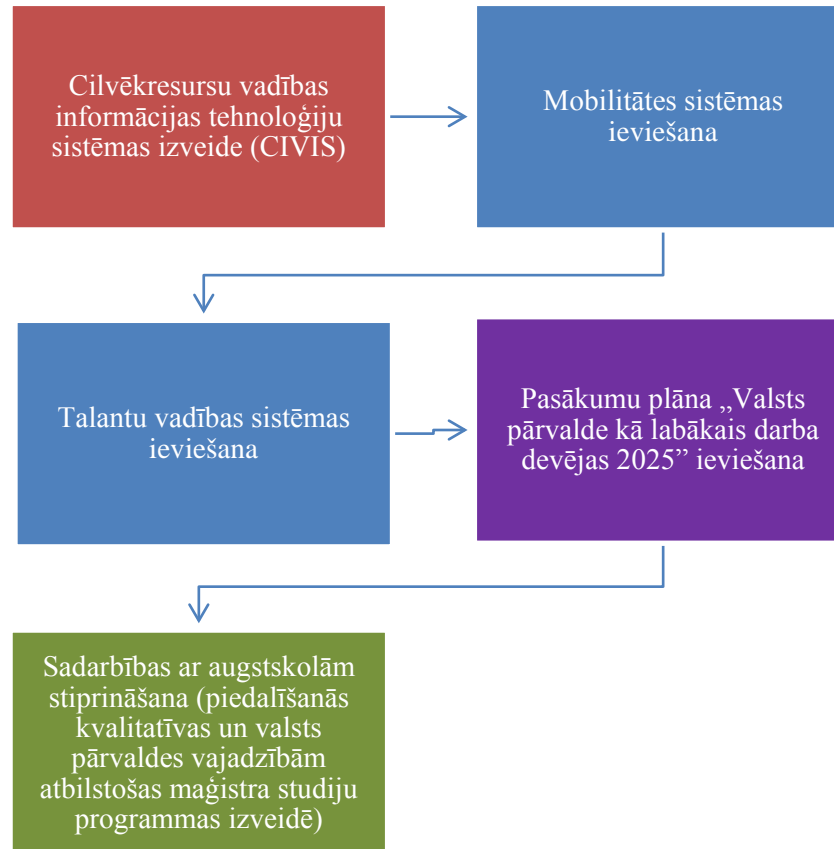 Cilvēkresursu vadības
informācijas tehnoloģiju
sistēmas izveide (CIVIS)
Mobilitātes sistēmas
ieviešana
Talantu vadības sistēmas
ieviešana
Pasākumu plāna „Valsts
pārvalde kā labākais darba
devējas 2025” ieviešana
Sadarbības ar augstskolām
stiprināšana (piedalīšanās
kvalitatīvas un valsts
pārvaldes vajadzībām
atbilstošas maģistra studiju
programmas izveidē)